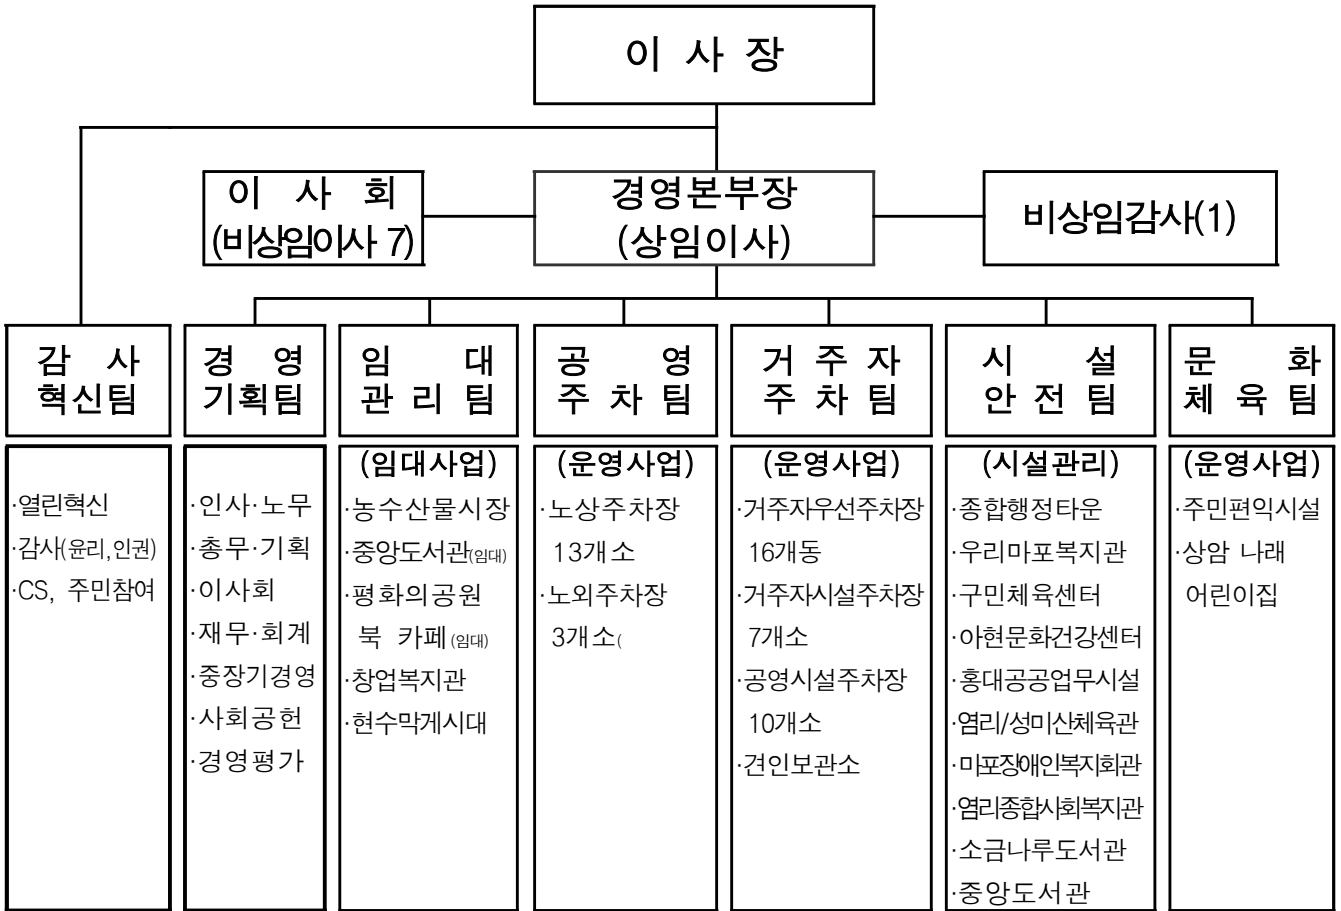 이 사 장
이 사 회
(비상임이사 7)
경영본부장
(상임이사)
비상임감사(1)
감 사
혁신팀
경 영
기획팀
임 대
관 리 팀
공 영
주 차 팀
거 주 자
주 차 팀
시 설
안 전 팀
문 화
체 육 팀
·열린혁신
·감사(윤리,인권)
·CS, 주민참여
·인사·노무
·총무·기획
·이사회
·재무·회계
·중장기경영
·사회공헌
·경영평가
(임대사업)
·농수산물시장
·중앙도서관(임대)
·평화의공원
북 카페(임대)
·창업복지관
·현수막게시대
(운영사업)
·노상주차장
13개소
·노외주차장
3개소(
(운영사업)
·거주자우선주차장
16개동
·거주자시설주차장
7개소
·공영시설주차장
10개소
·견인보관소
(시설관리)
·종합행정타운
·우리마포복지관
·구민체육센터
·아현문화건강센터
·홍대공공업무시설
·염리/성미산체육관
·마포장애인복지회관
·염리종합사회복지관
·소금나루도서관
·중앙도서관
(운영사업)
·주민편익시설
·상암 나래
어린이집